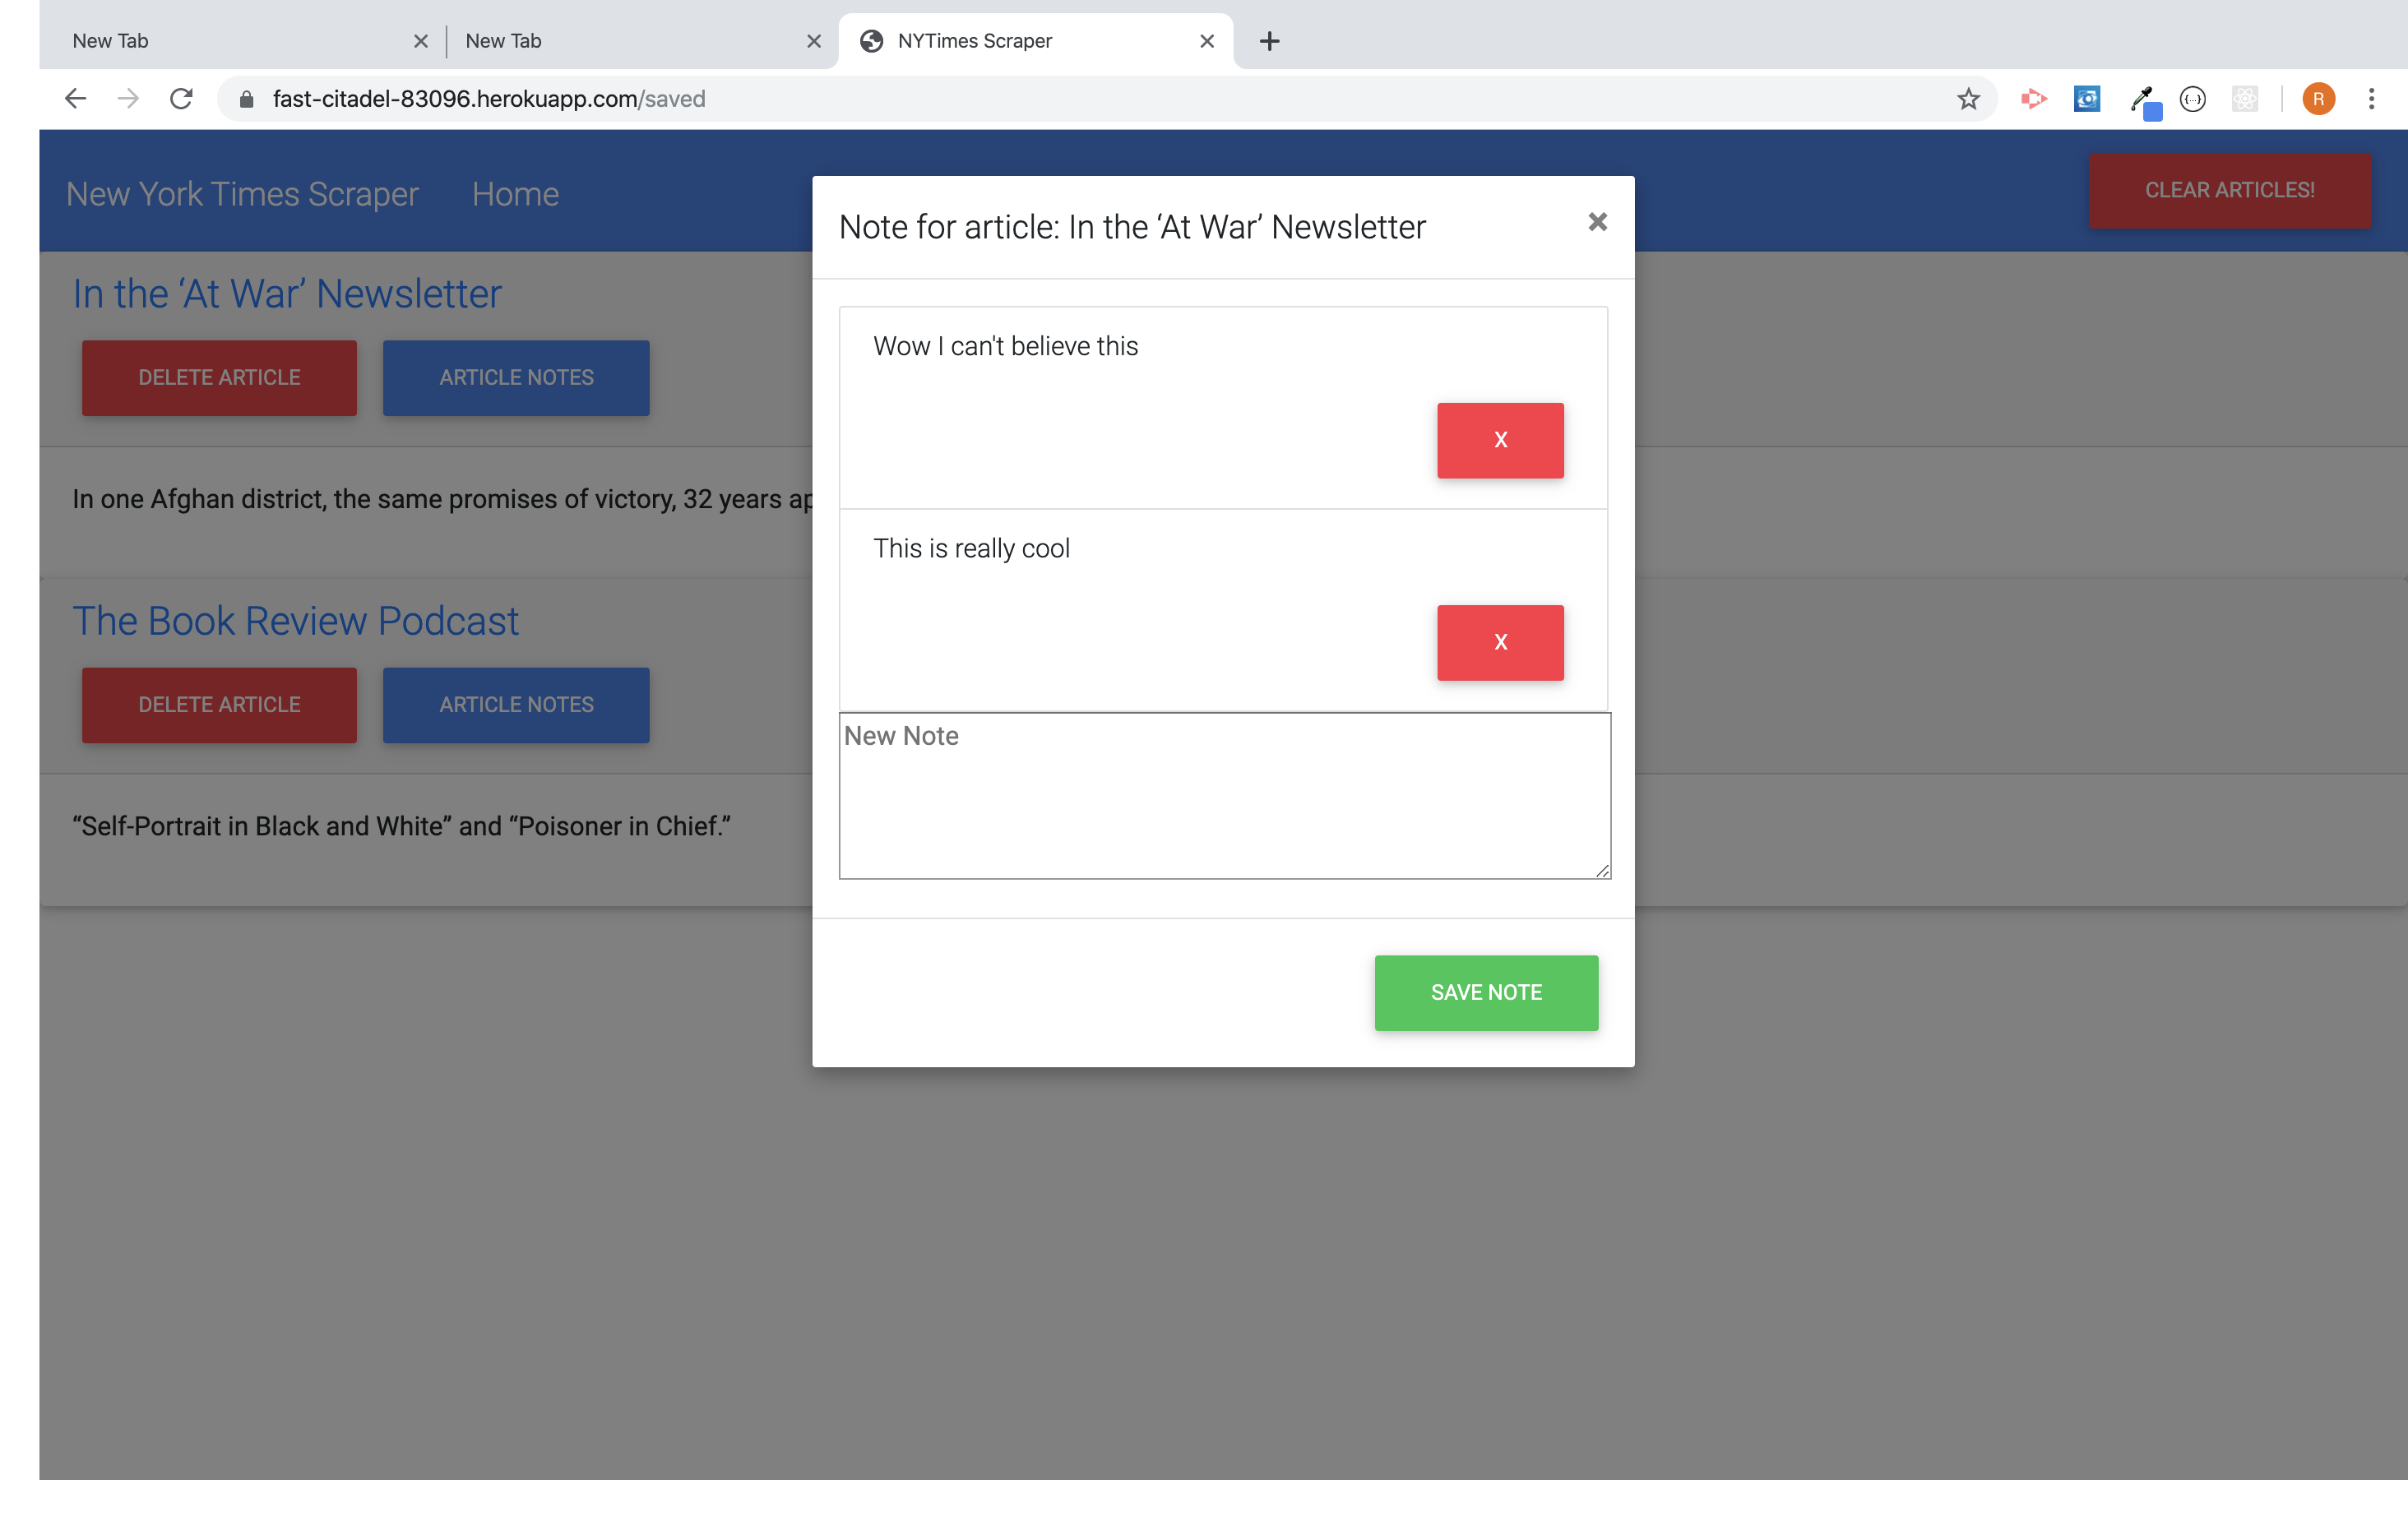 New Tab
New Tab
NYTimes Scraper
fast-citadel-83096.herokuapp.com/saved
R
New York Times Scraper
Home
CLEAR ARTICLES!
Note for article: In the ‘At War’ Newsletter
×
In the ‘At War’ Newsletter
DELETE ARTICLE
ARTICLE NOTES
In one Afghan district, the same promises of victory, 32 years
Wow I can't believe this
X
This is really cool
X
The Book Review Podcast
DELETE ARTICLE
ARTICLE NOTES
“Self-Portrait in Black and White” and “Poisoner in Chief.”
New Note
SAVE NOTE